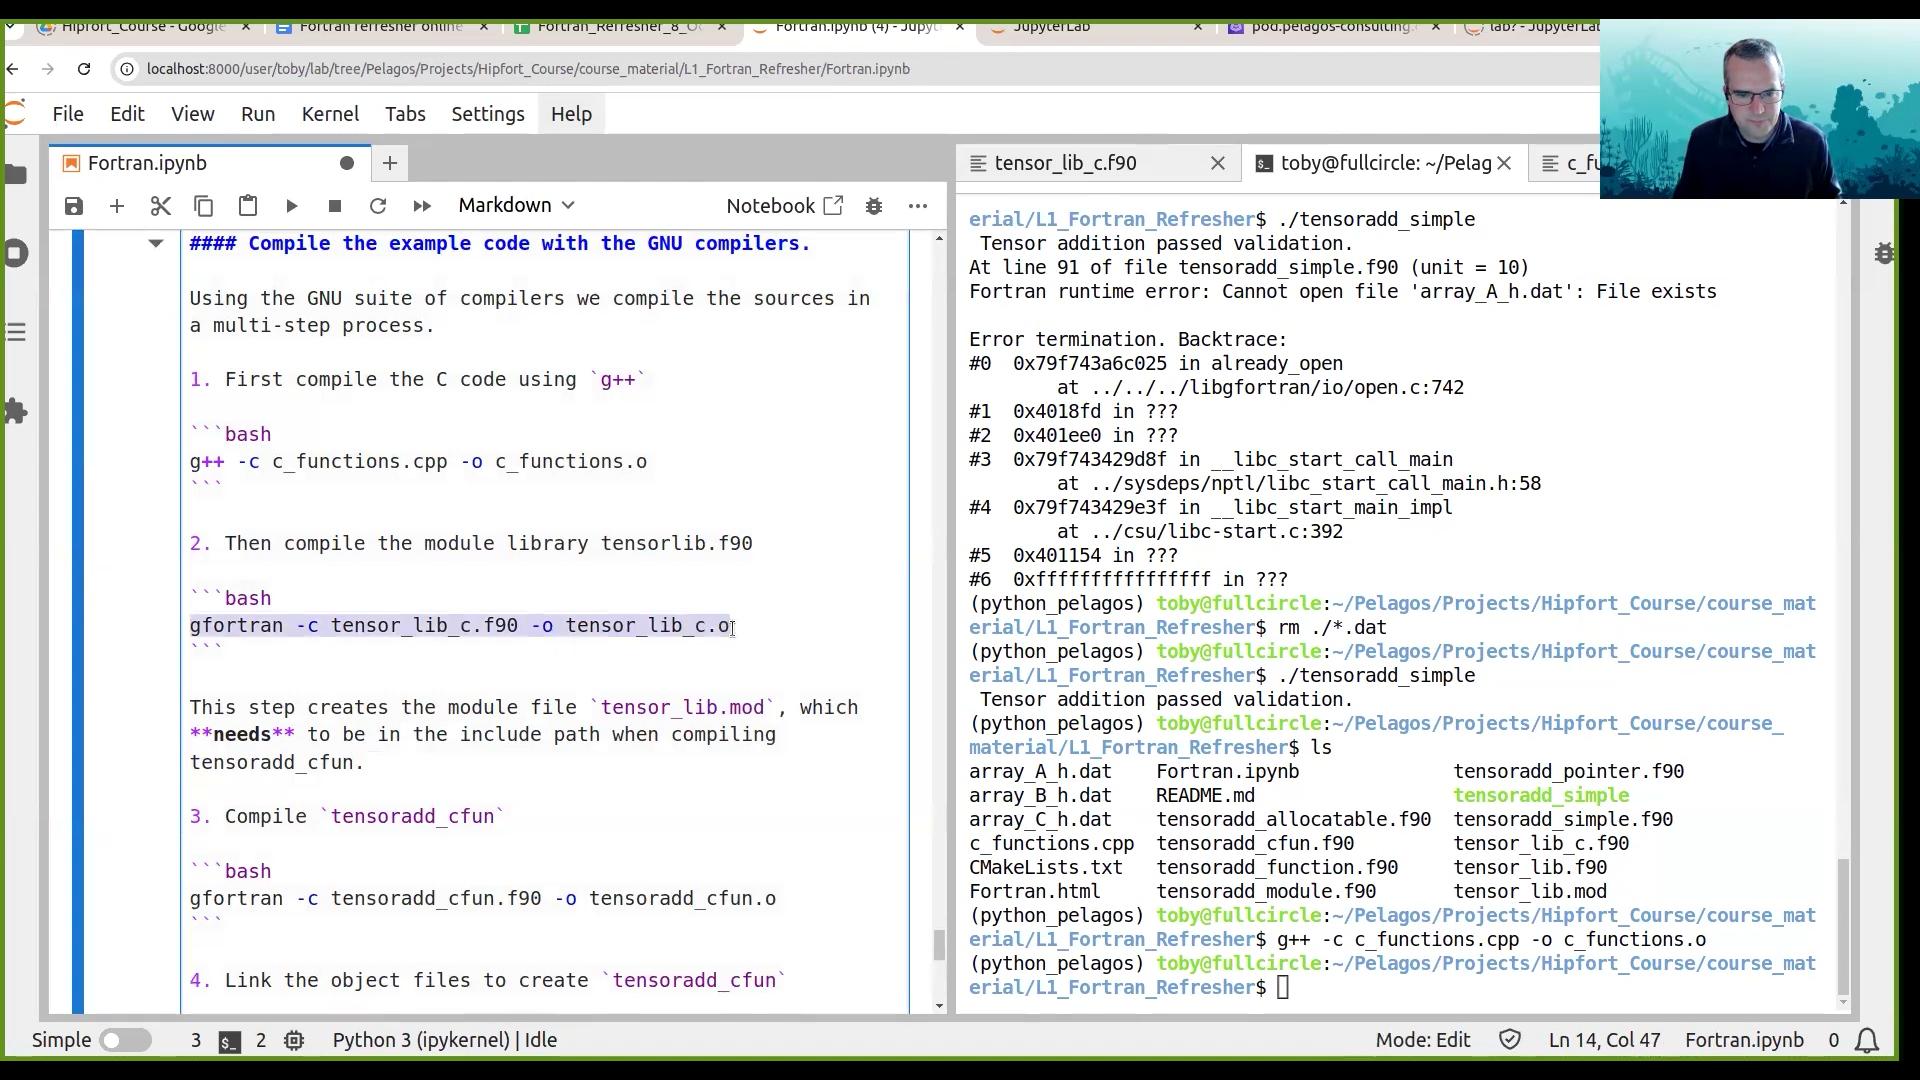 Hipfort_Course - Google
Fortran refresher online
Fortran_Refresher_8_O
Fortran.ipynb (4) - Jupyte
JupyterLab
pod.pelagos-consulting.
lab? - JupyterLab
localhost:8000/user/toby/lab/tree/Pelagos/Projects/Hipfort_Course/course_material/L1_Fortran_Refresher/Fortran.ipynb
File Edit View Run Kernel Tabs Settings Help
Fortran.ipynb
Markdown
Notebook
#### Compile the example code with the GNU compilers.
Using the GNU suite of compilers we compile the sources in
a multi-step process.
1. First compile the C code using `g++`
```bash
g++ -c c_functions.cpp -o c_functions.o
```
2. Then compile the module library tensorlib.f90
```bash
gfortran -c tensor_lib_c.f90 -o tensor_lib_c.o
```
This step creates the module file `tensor_lib.mod`, which
**needs** to be in the include path when compiling
tensoradd_cfun.
3. Compile `tensoradd_cfun`
```bash
gfortran -c tensoradd_cfun.f90 -o tensoradd_cfun.o
```
4. Link the object files to create `tensoradd_cfun`
tensor_lib_c.f90
toby@fullcircle: ~/Pelag
c_fu
erial/L1_Fortran_Refresher$ ./tensoradd_simple
Tensor addition passed validation.
At line 91 of file tensoradd_simple.f90 (unit = 10)
Fortran runtime error: Cannot open file 'array_A_h.dat': File exists
Error termination. Backtrace:
#0  0x79f743a6c025 in already_open
at ../../../libgfortran/io/open.c:742
#1  0x4018fd in ???
#2  0x401ee0 in ???
#3  0x79f743429d8f in __libc_start_call_main
at ../sysdeps/nptl/libc_start_call_main.h:58
#4  0x79f743429e3f in __libc_start_main_impl
at ../csu/libc-start.c:392
#5  0x401154 in ???
#6  0xffffffffffffffff in ???
(python_pelagos) toby@fullcircle:~/Pelagos/Projects/Hipfort_Course/course_mat
erial/L1_Fortran_Refresher$ rm ./*.dat
(python_pelagos) toby@fullcircle:~/Pelagos/Projects/Hipfort_Course/course_mat
erial/L1_Fortran_Refresher$ ./tensoradd_simple
Tensor addition passed validation.
(python_pelagos) toby@fullcircle:~/Pelagos/Projects/Hipfort_Course/course_
material/L1_Fortran_Refresher$ ls
array_A_h.dat    Fortran.ipynb             tensoradd_pointer.f90
array_B_h.dat    README.md                 tensoradd_simple
array_C_h.dat    tensoradd_allocatable.f90  tensoradd_simple.f90
c_functions.cpp  tensoradd_cfun.f90        tensor_lib_c.f90
CMakeLists.txt   tensoradd_function.f90    tensor_lib.f90
Fortran.html     tensoradd_module.f90      tensor_lib.mod
(python_pelagos) toby@fullcircle:~/Pelagos/Projects/Hipfort_Course/course_mat
erial/L1_Fortran_Refresher$ g++ -c c_functions.cpp -o c_functions.o
(python_pelagos) toby@fullcircle:~/Pelagos/Projects/Hipfort_Course/course_mat
erial/L1_Fortran_Refresher$
Simple 3 $_ 2 Python 3 (ipykernel) | Idle Mode: Edit Ln 14, Col 47 Fortran.ipynb 0